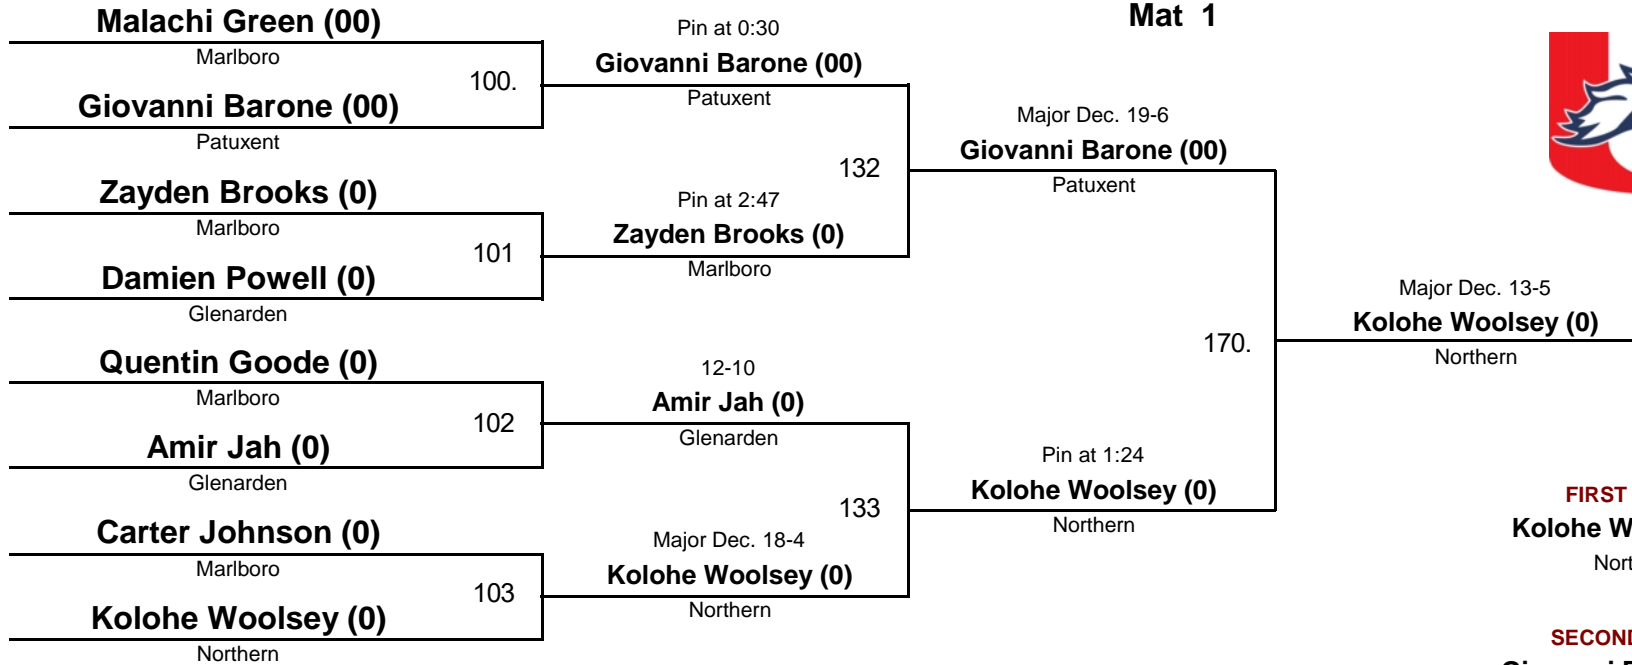 Mat 1
Malachi Green (00)
Marlboro
100.
Giovanni Barone (00)
Patuxent
Zayden Brooks (0)
Marlboro
101
Damien Powell (0)
Glenarden
Quentin Goode (0)
Marlboro
102
Amir Jah (0)
Glenarden
Carter Johnson (0)
Marlboro
103
Kolohe Woolsey (0)
Northern
Pin at 0:30
Giovanni Barone (00)
Patuxent
132
Pin at 2:47
Zayden Brooks (0)
Marlboro
12-10
Amir Jah (0)
Glenarden
133
Major Dec. 18-4
Kolohe Woolsey (0)
Northern
Major Dec. 19-6
Giovanni Barone (00)
Patuxent
170.
Pin at 1:24
Kolohe Woolsey (0)
Northern
Major Dec. 13-5
Kolohe Woolsey (0)
Northern
FIRST
Kolohe W
Nort
SECOND